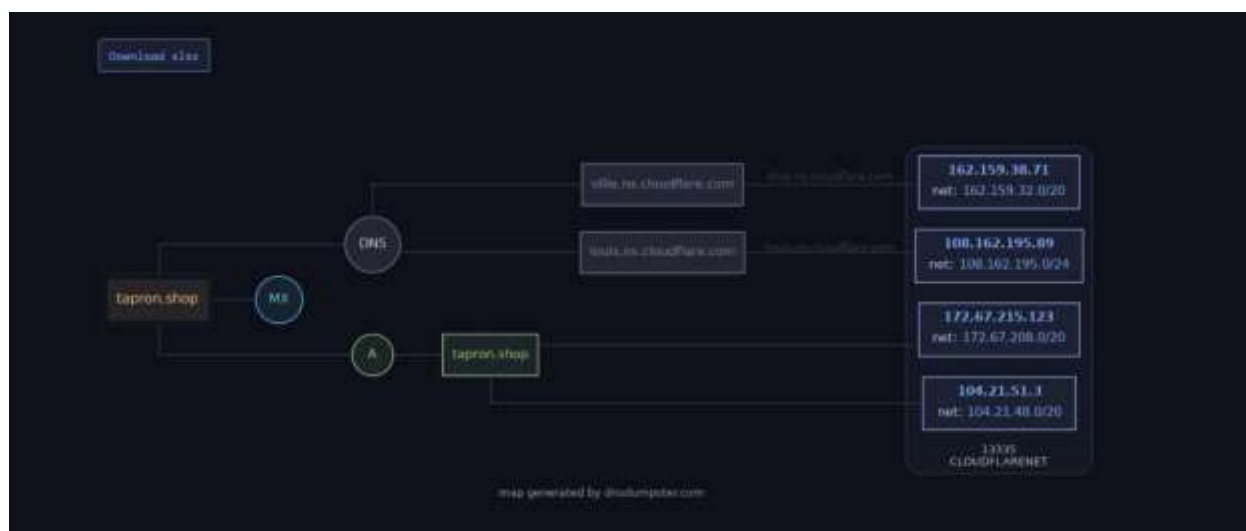 Download xlsx
162.159.38.71
net: 162.159.32.0/20
ns.cloudflare.com
DNS
108.162.195.89
net: 108.162.195.0/24
louis.ns.cloudflare.com
tapron.shop
MX
172.67.215.123
net: 172.67.208.0/20
A
tapron.shop
104.21.51.3
net: 104.21.48.0/20
13335
CLOUDFLARENET
map generated by dnsdumpster.com